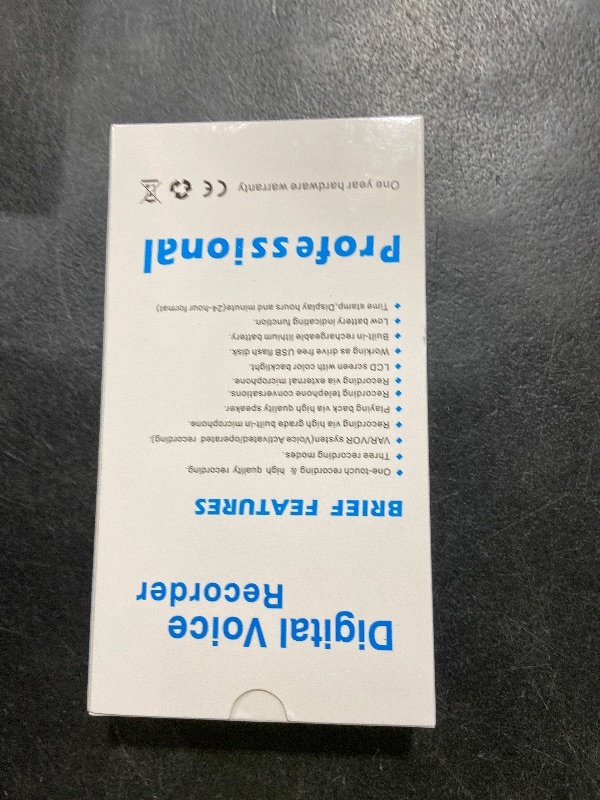 Digital Voice
Recorder
BRIEF FEATURES
One-touch recording & high quality recording.
Three recording modes.
VAR/VOR systen(Voice Activated/operated recording).
Recording via high grade built-in microphone.
Playing back via high quality speaker.
Recording telephone conversations.
Recording via external microphone.
LCD screen with color backlight.
Working as drive free USB flash disk.
Built-in rechargeable lithium battery.
Low battery indicating function.
Time stamp,Display hours and minute(24-hour format)
Professional
One year hardware warranty CE